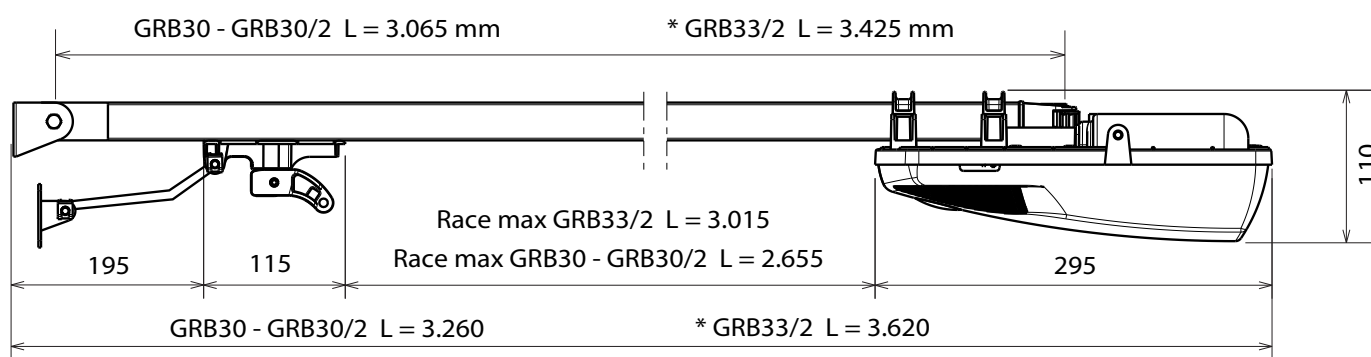 GRB30 - GRB30/2 L = 3.065 mm
* GRB33/2 L = 3.425 mm
110
Race max GRB33/2 L = 3.015
Race max GRB30 - GRB30/2 L = 2.655
195
115
295
GRB30 - GRB30/2 L = 3.260
* GRB33/2 L = 3.620